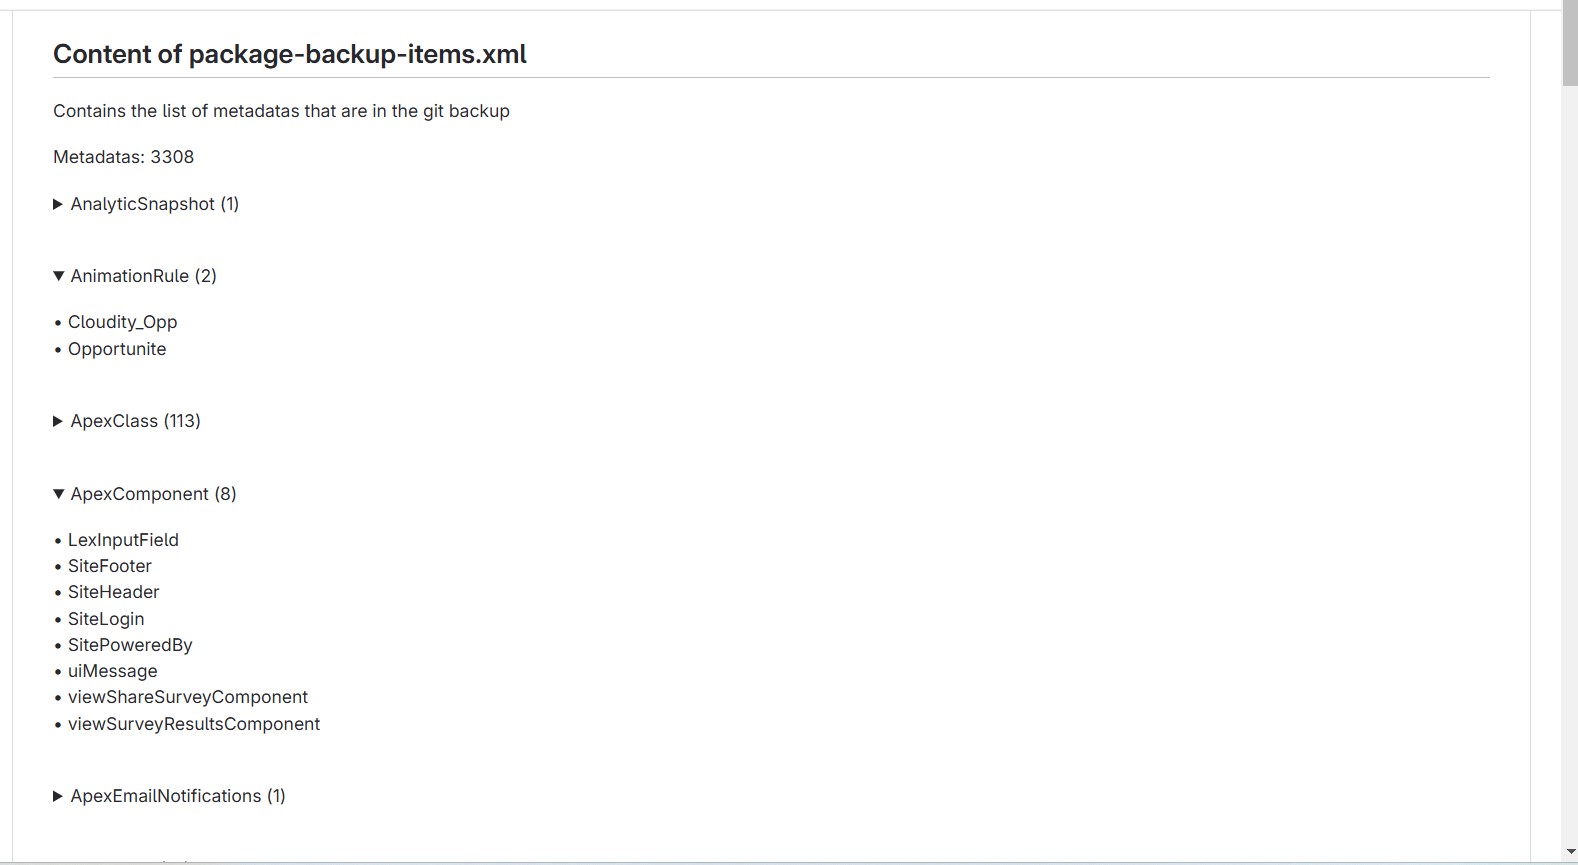 Content of package-backup-items.xml
Contains the list of metadatas that are in the git backup
Metadatas: 3308
▶ AnalyticSnapshot (1)
▼ AnimationRule (2)
• Cloudity_Opp
• Opportunite
▶ ApexClass (113)
▼ ApexComponent (8)
• LexInputField
• SiteFooter
• SiteHeader
• SiteLogin
• SitePoweredBy
• uiMessage
• viewShareSurveyComponent
• viewSurveyResultsComponent
▶ ApexEmailNotifications (1)